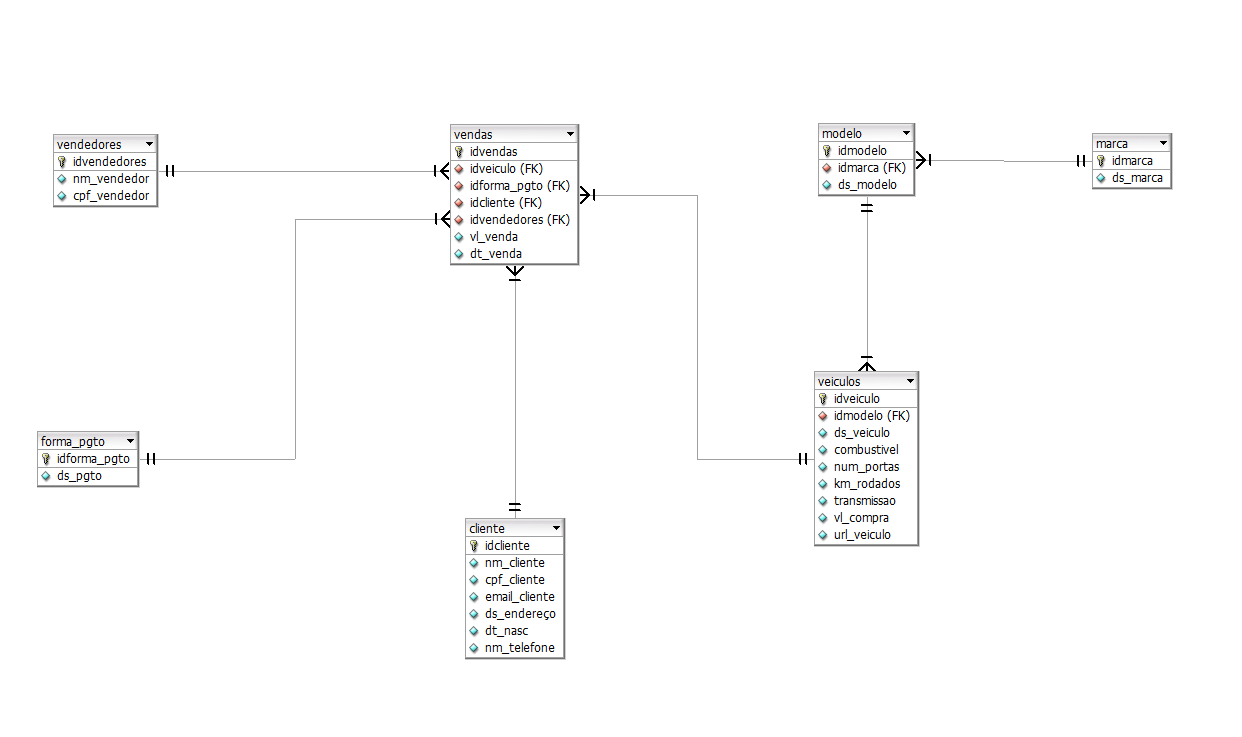 vendedores
idvendedores
nm_vendedor
cpf_vendedor
vendas
idvendas
idveiculo (FK)
idforma_pgto (FK)
idcliente (FK)
idvendedores (FK)
vl_venda
dt_venda
modelo
idmodelo
idmarca (FK)
ds_modelo
marca
idmarca
ds_marca
forma_pgto
idforma_pgto
ds_pgto
cliente
idcliente
nm_cliente
cpf_cliente
email_cliente
ds_endereço
dt_nasc
nm_telefone
veiculos
idveiculo
idmodelo (FK)
ds_veiculo
combustivel
num_portas
km_rodados
transmissao
vl_compra
url_veiculo